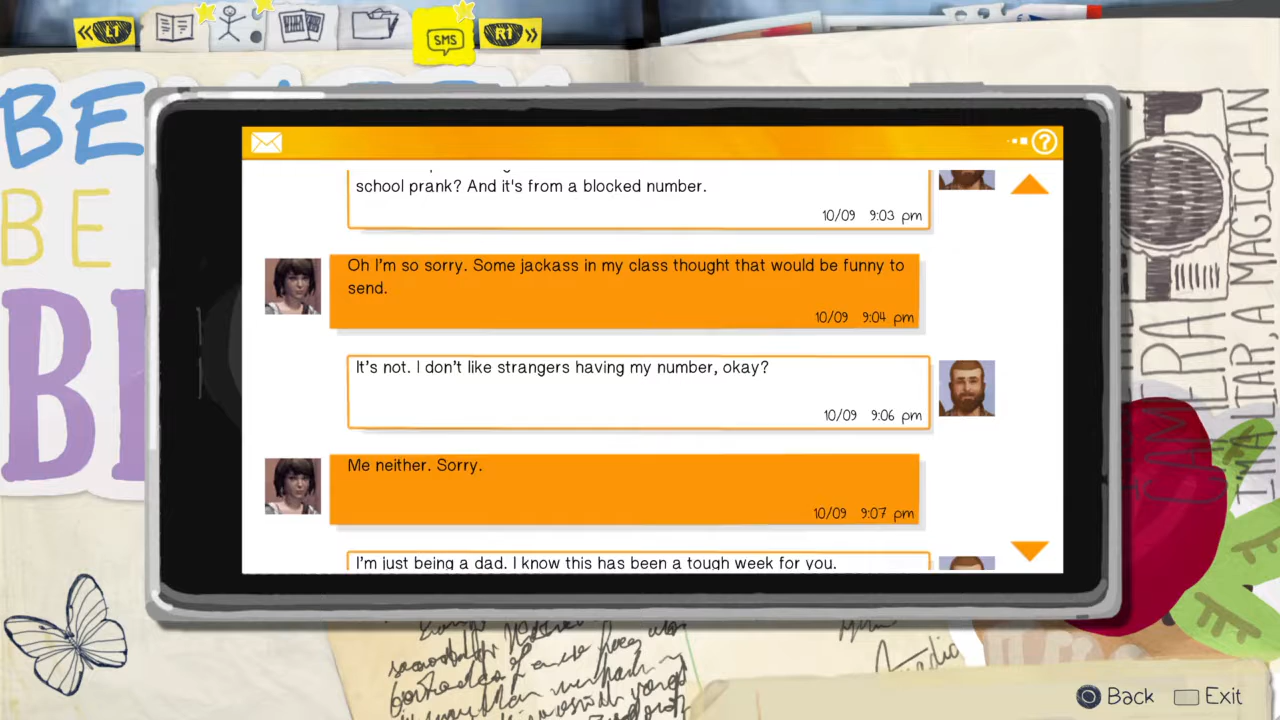 L1
SMS
R1
BE
BE
school prank? And it's from a blocked number.
10/09 9:03 pm
Oh I'm so sorry. Some jackass in my class thought that would be funny to
send.
10/09 9:04 pm
It's not. I don't like strangers having my number, okay?
10/09 9:06 pm
Me neither. Sorry.
10/09 9:07 pm
I'm just being a dad. I know this has been a tough week for you.
LIAR, A MAGICIAN
Back
Exit